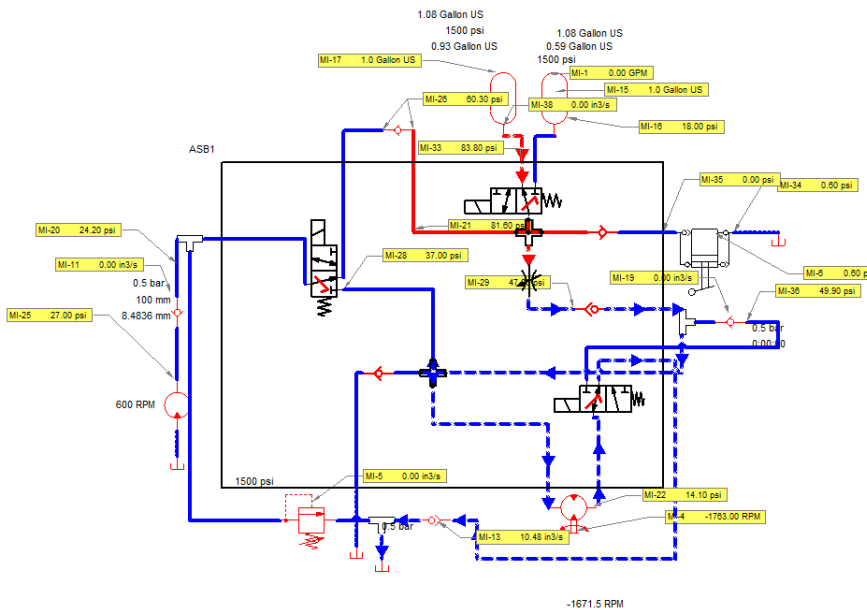 1.08 Gallon US
1500 psi
0.93 Gallon US
1.08 Gallon US
0.59 Gallon US
1500 psi
MI-17 1.0 Gallon US
MI-1 0.00 GPM
MI-15 1.0 Gallon US
MI-26 60.30 psi
MI-38 0.00 in3/s
MI-16 18.00 psi
MI-33 83.80 psi
ASB1
MI-35 0.00 psi
MI-34 0.60 psi
MI-20 24.20 psi
MI-21 81.60 psi
MI-11 0.00 in3/s
MI-28 37.00 psi
MI-6 0.60 ps
0.5 bar
100 mm
8.4836 mm
MI-29
MI-19 0.00 in3/s
MI-36 49.90 psi
MI-25 27.00 psi
0.5 bar
600 RPM
1500 psi
MI-5 0.00 in3/s
MI-22 14.10 psi
MI-4 -1763.00 RPM
0.5 bar
MI-13 10.48 in3/s
-1671.5 RPM